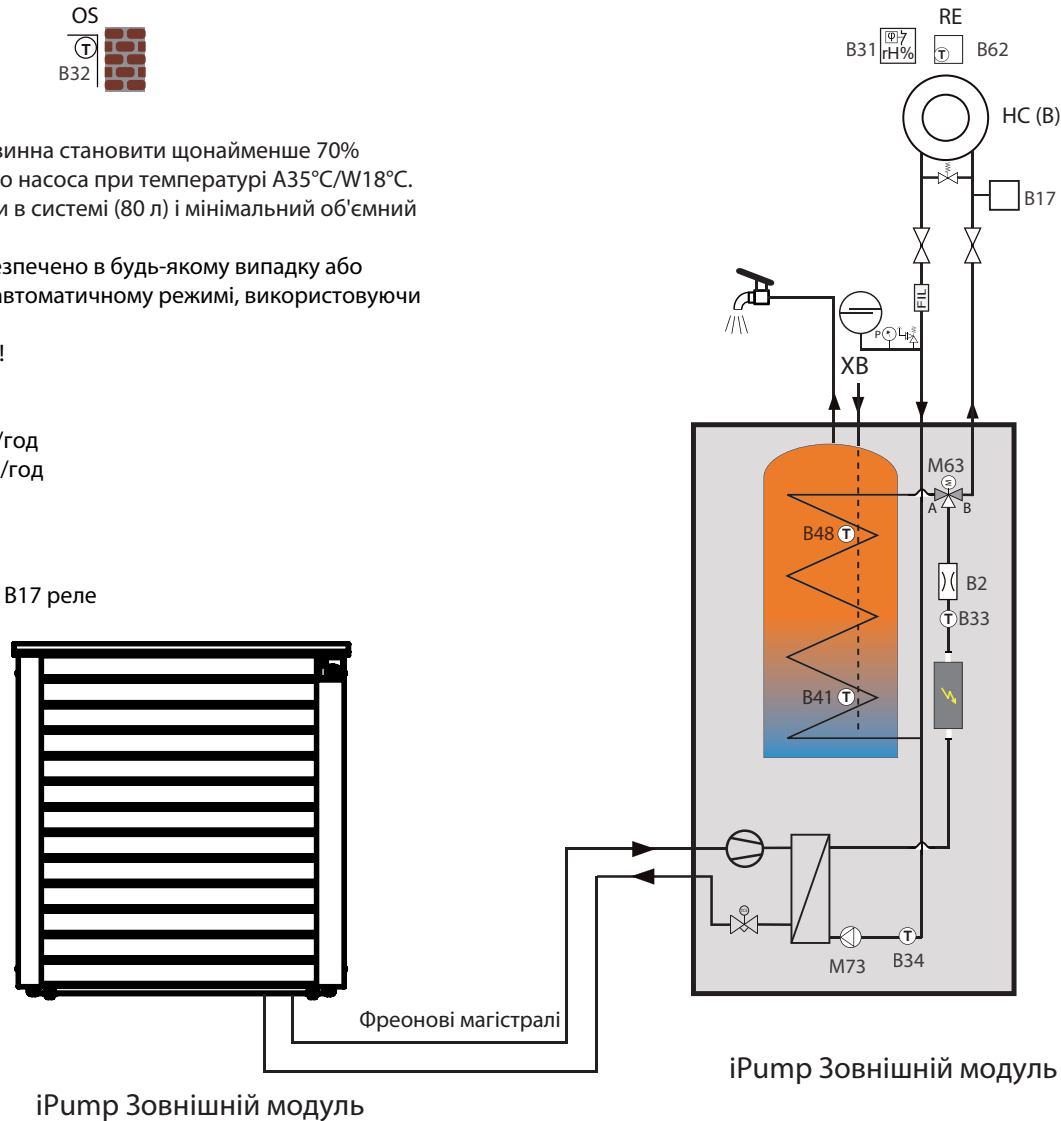 OS
T
B32
винна становити щонайменше 70%
о насоса при температурі A35°C/W18°C.
и в системі (80 л) і мінімальний об'ємний
зпечено в будь-якому випадку або
автоматичному режимі, використовуючи
!
/год
/год
B17 реле
RE
B31
rH%
T
B62
HC (B)
B17
FIL
P
ХВ
M63
M
A
B
B48 T
B2
T B33
B41 T
M73
T
B34
Фреонові магістралі
iPump Зовнішній модуль
iPump Зовнішній модуль